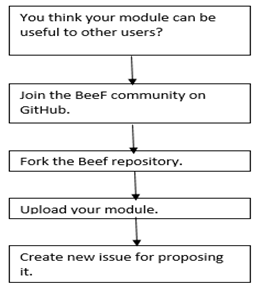 You think your module can be
useful to other users?
Join the BeeF community on
GitHub.
Fork the Beef repository.
Upload your module.
Create new issue for proposing
it.